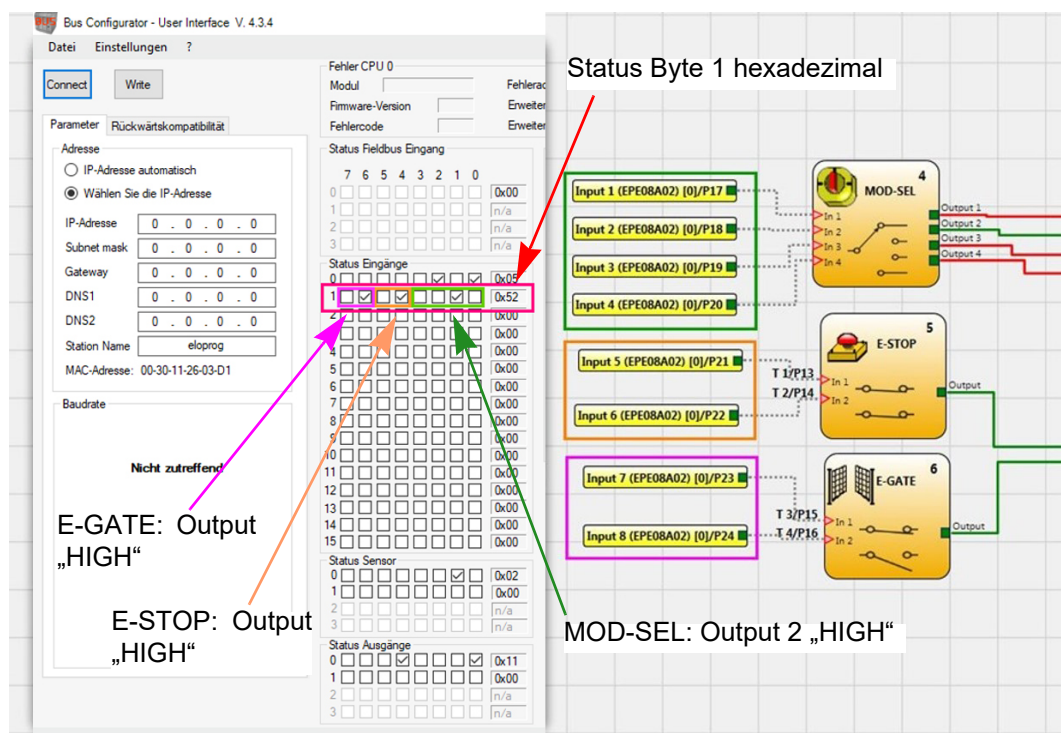 Bus Configurator - User Interface V. 4.3.4
Datei Einstellungen ?
Connect Write
Parameter Rückwärtskompatibilität
Adresse
IP-Adresse automatisch
Wählen Sie die IP-Adresse
IP-Adresse 0 . 0 . 0 . 0
Subnet mask 0 . 0 . 0 . 0
Gateway 0 . 0 . 0 . 0
DNS1 0 . 0 . 0 . 0
DNS2 0 . 0 . 0 . 0
Station Name eloprog
MAC-Adresse: 00-30-11-26-03-D1
Baudrate
Nicht zutreffend
E-GATE: Output
„HIGH“
E-STOP: Output
„HIGH“
Fehler CPU 0
Modul Fehlerad
Firmware-Version Erweiter
Fehlercode Erweiter
Status Fieldbus Eingang
7 6 5 4 3 2 1 0
0 0x00
1 n/a
2 n/a
3 n/a
Status Eingänge
0 0x05
1 0x52
2 0x00
0x00
4 0x00
5 0x00
6 0x00
7 0x00
8 0x00
9 0x00
10 0x00
11 0x00
12 0x00
13 0x00
14 0x00
15 0x00
Status Sensor
0 0x02
1 0x00
2 n/a
3 n/a
Status Ausgänge
0 0x11
1 0x00
2 n/a
3 n/a
Status Byte 1 hexadezimal
Input 1 (EPE08A02) [0]/P17
Input 2 (EPE08A02) [0]/P18
Input 3 (EPE08A02) [0]/P19
Input 4 (EPE08A02) [0]/P20
4
MOD-SEL
In 1
In 2
In 3
In 4
Output 1
Output 2
Output 3
Output 4
Input 5 (EPE08A02) [0]/P21
Input 6 (EPE08A02) [0]/P22
T 1/P13
T 2/P14
5
E-STOP
In 1
In 2
Output
Input 7 (EPE08A02) [0]/P23
Input 8 (EPE08A02) [0]/P24
T 3/P15
T 4/P16
6
E-GATE
In 1
In 2
Output
MOD-SEL: Output 2 „HIGH“